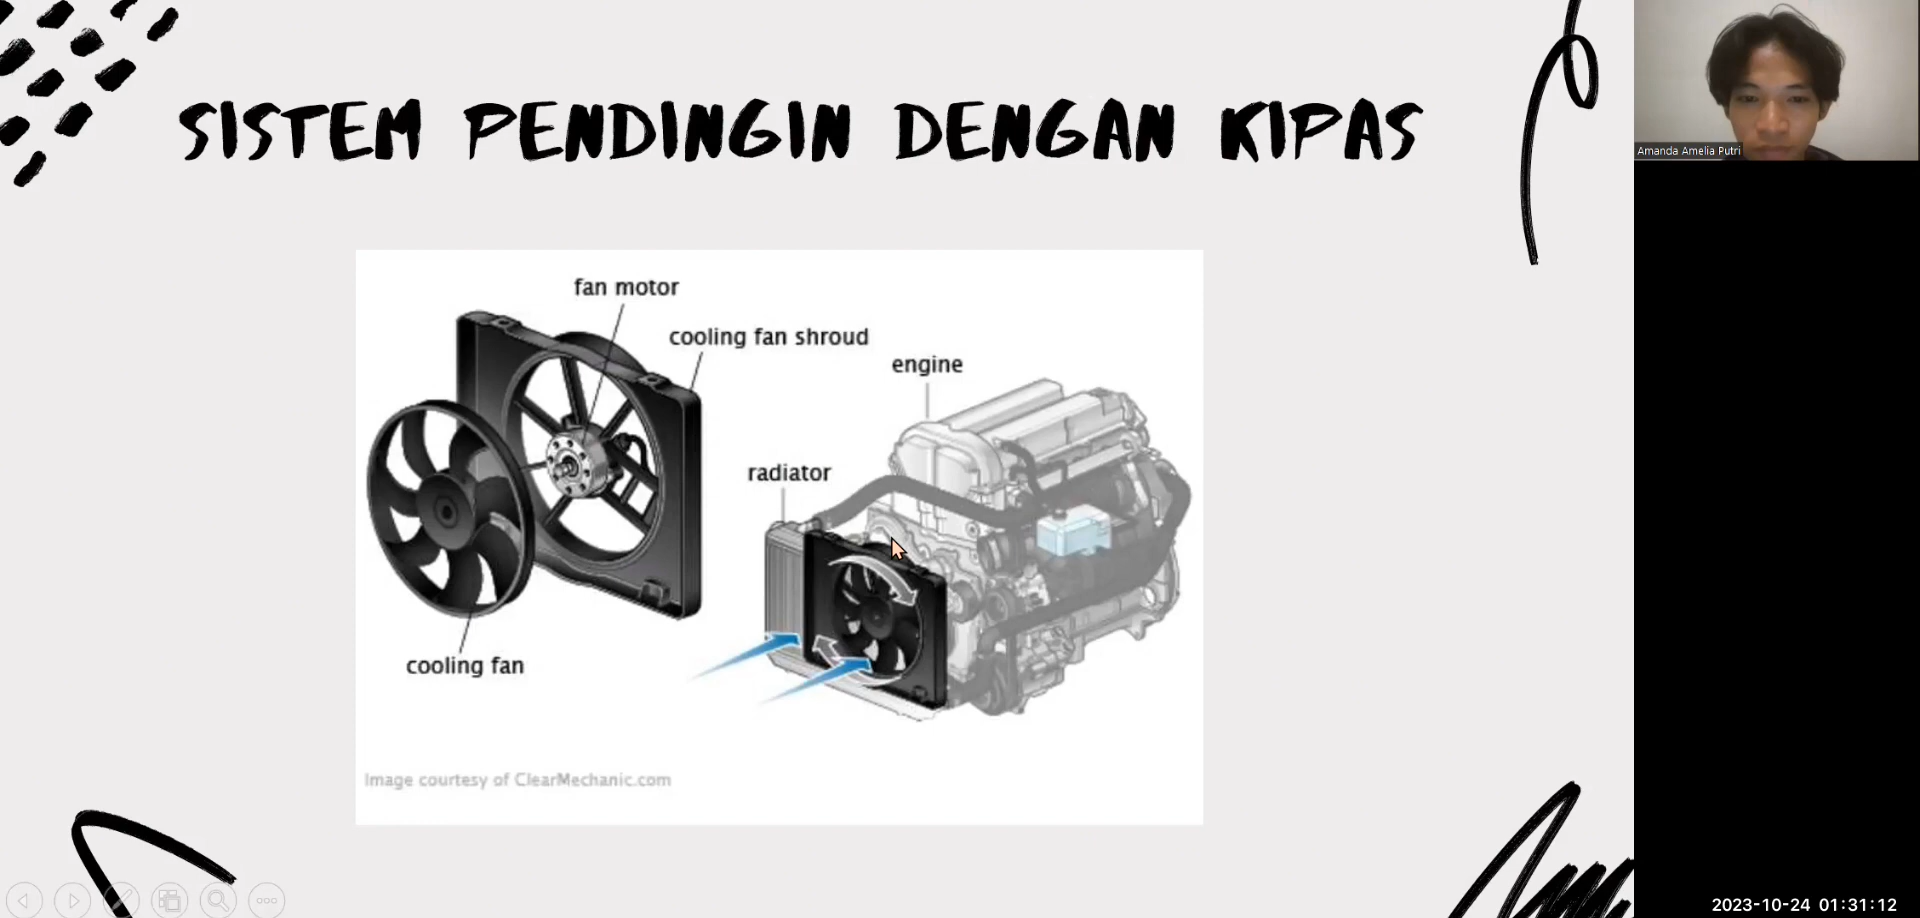 SISTEM PENDINGIN DENGAN KIPAS
Amanda Amelia Putri
fan motor
cooling fan shroud
engine
radiator
cooling fan
Image courtesy of ClearMechanic.com
2023-10-24 01:31:12